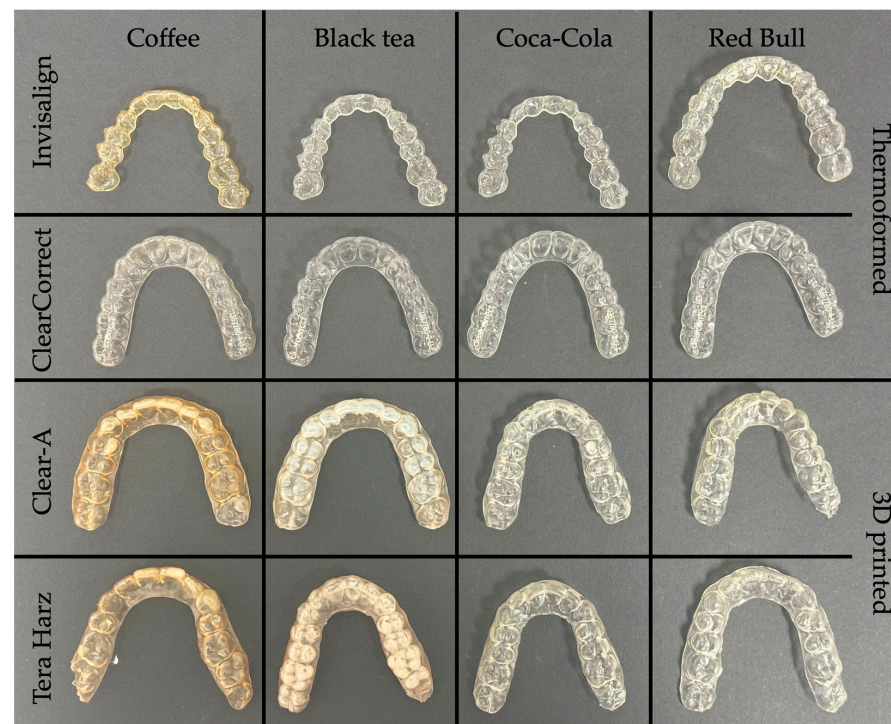 Coffee Black tea Coca-Cola Red Bull
Invisalign
ClearCorrect
Thermoformed
Clear-A
Tera Harz
3D printed